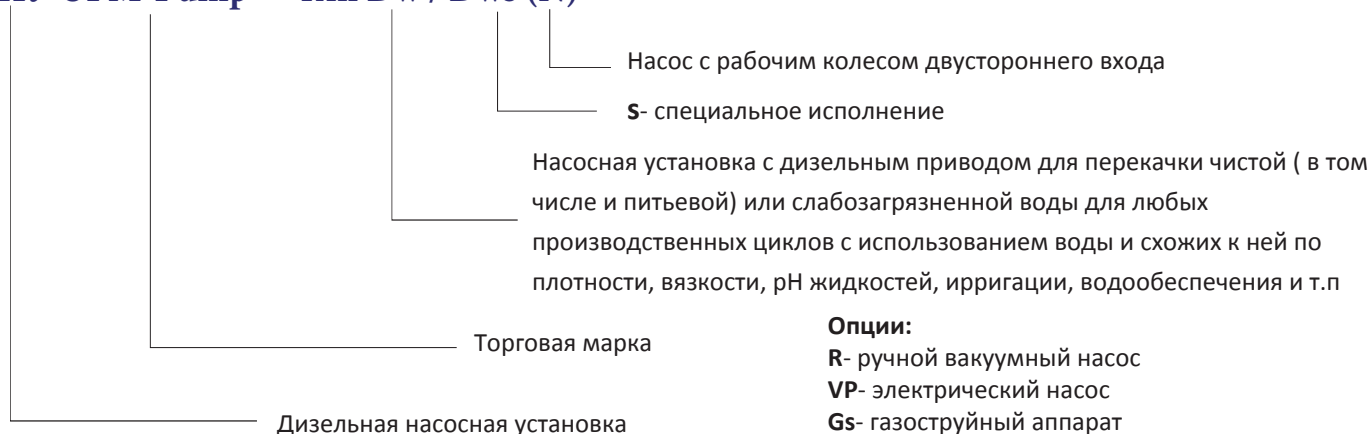 Насос с рабочим колесом двустороннего входа
S- специальное исполнение
Насосная установка с дизельным приводом для перекачки чистой ( в том
числе и питьевой) или слабозагрязненной воды для любых
производственных циклов с использованием воды и схожих к ней по
плотности, вязкости, pH жидкостей, ирригации, водообеспечения и т.п
Торговая марка
Дизельная насосная установка
Опции:
R- ручной вакуумный насос
VP- электрический насос
Gs- газоструйный аппарат